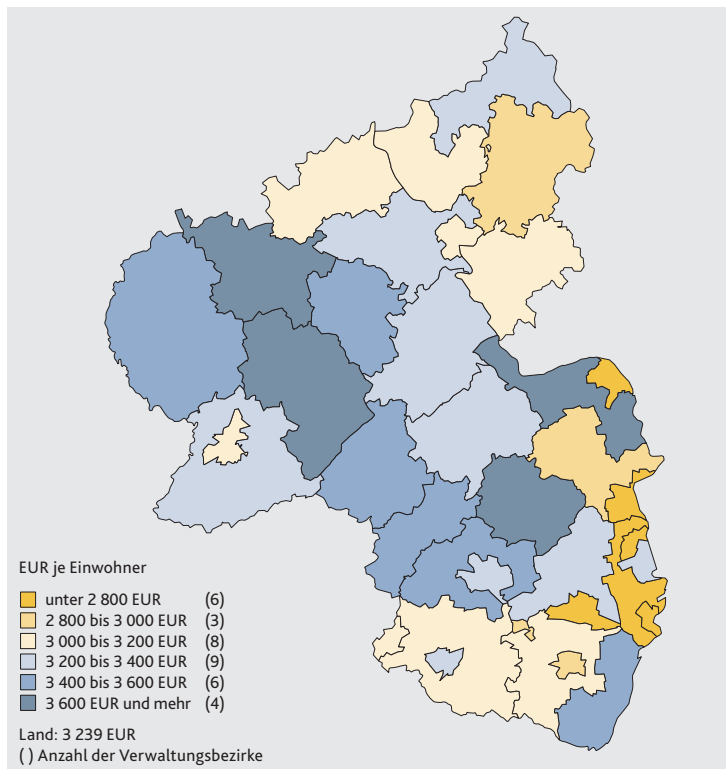 EUR je Einwohner
unter 2 800 EUR (6)
2 800 bis 3 000 EUR (3)
3 000 bis 3 200 EUR (8)
3 200 bis 3 400 EUR (9)
3 400 bis 3 600 EUR (6)
3 600 EUR und mehr (4)
Land: 3 239 EUR
( ) Anzahl der Verwaltungsbezirke